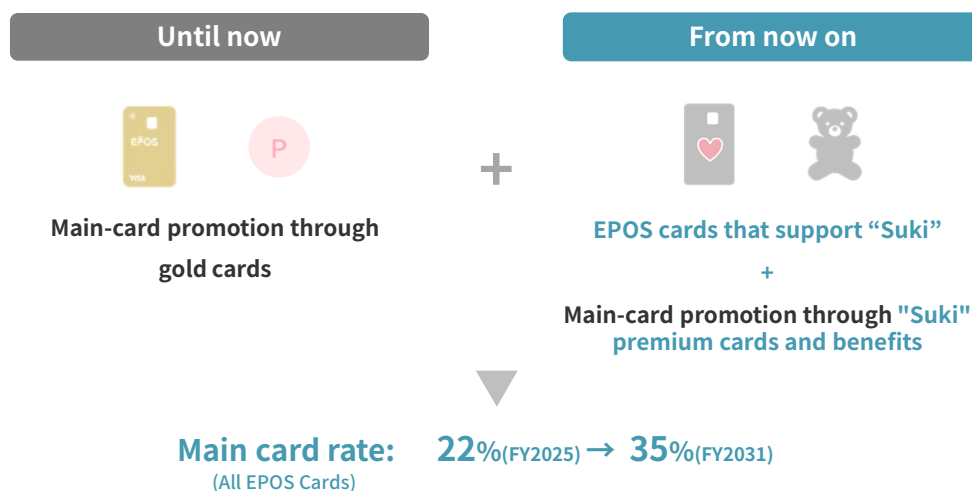 Until now
From now on
EPOS
VISA
P
+
Main-card promotion through
gold cards
EPOS cards that support “Suki”
+
Main-card promotion through "Suki"
premium cards and benefits
Main card rate: 22%(FY2025) → 35%(FY2031)
(All EPOS Cards)